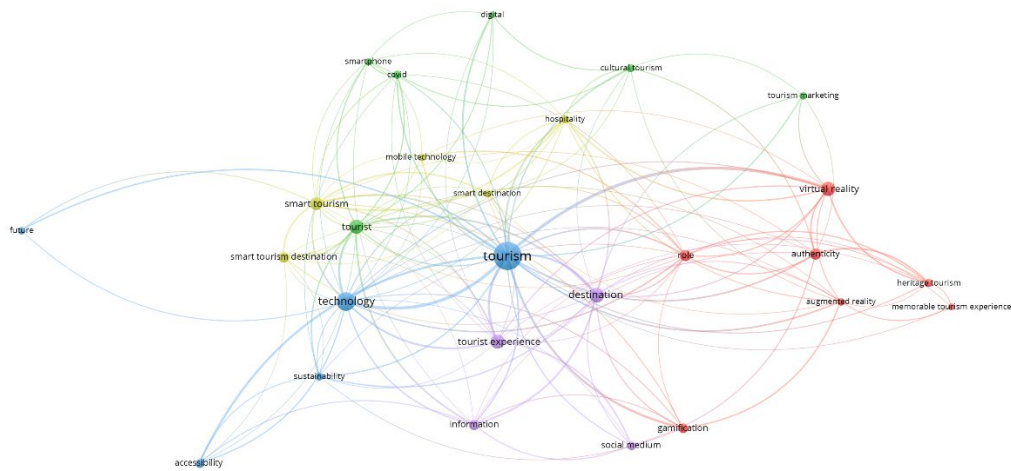 digital
smartphone
cultural tourism
covid
tourism marketing
hospitality
mobile technology
virtual reality
smart destination
smart tourism
tourist
future
authenticity
role
tourism
smart tourism destination
heritage tourism
destination
technology
augmented reality
memorable tourism experience
tourist experience
sustainability
information
gamification
social medium
accessibility